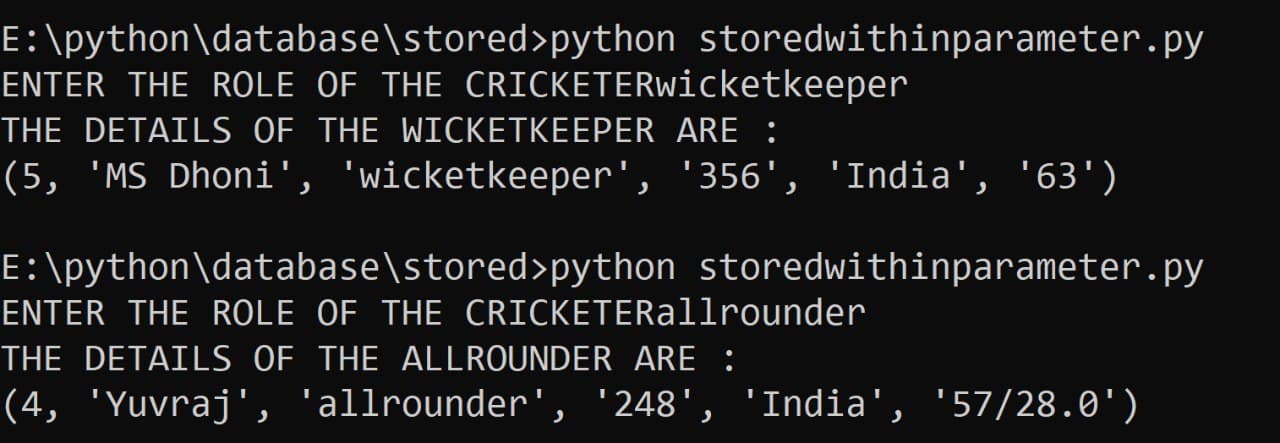 E:\python\database\stored>python storedwithinparameter.py
ENTER THE ROLE OF THE CRICKETERwicketkeeper
THE DETAILS OF THE WICKETKEEPER ARE :
(5, 'MS Dhoni', 'wicketkeeper', '356', 'India', '63')
E:\python\database\stored>python storedwithinparameter.py
ENTER THE ROLE OF THE CRICKETERallrounder
THE DETAILS OF THE ALLROUNDER ARE :
(4, 'Yuvraj', 'allrounder', '248', 'India', '57/28.0')